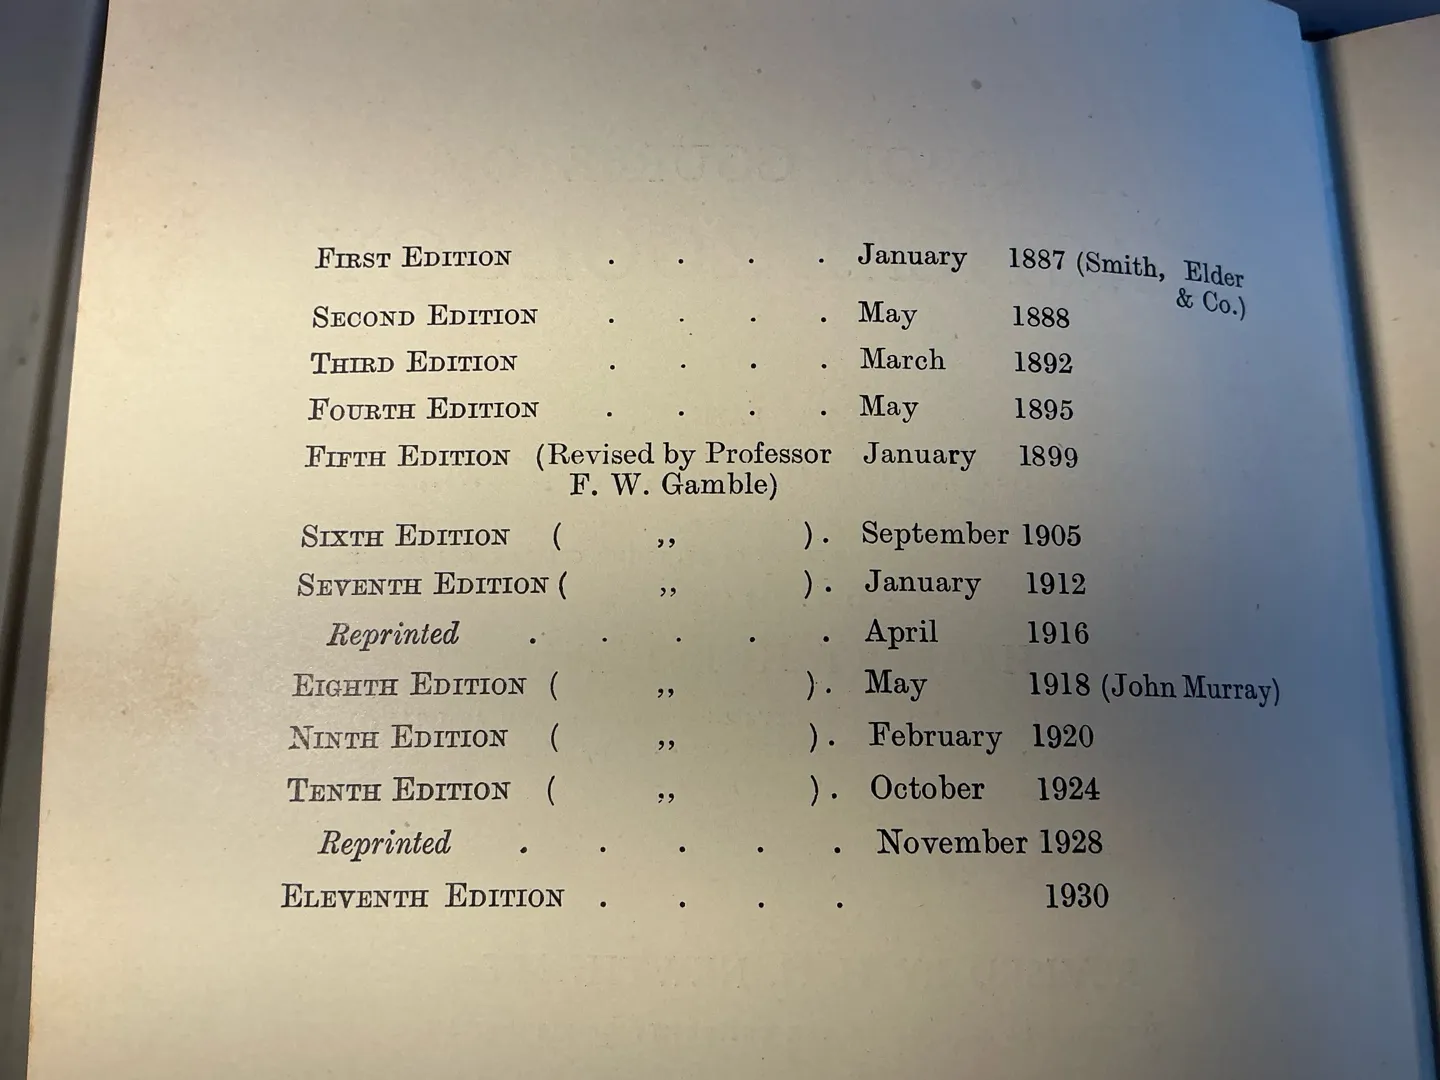 First Edition . . . . January 1887 (Smith, Elder
& Co.)
Second Edition . . . . May 1888
Third Edition . . . . March 1892
Fourth Edition . . . . May 1895
Fifth Edition (Revised by Professor January 1899
F. W. Gamble)
Sixth Edition ( ,, ) . September 1905
Seventh Edition ( ,, ) . January 1912
Reprinted . . . . . April 1916
Eighth Edition ( ,, ) . May 1918 (John Murray)
Ninth Edition ( ,, ) . February 1920
Tenth Edition ( ,, ) . October 1924
Reprinted . . . . . November 1928
Eleventh Edition . . . . 1930